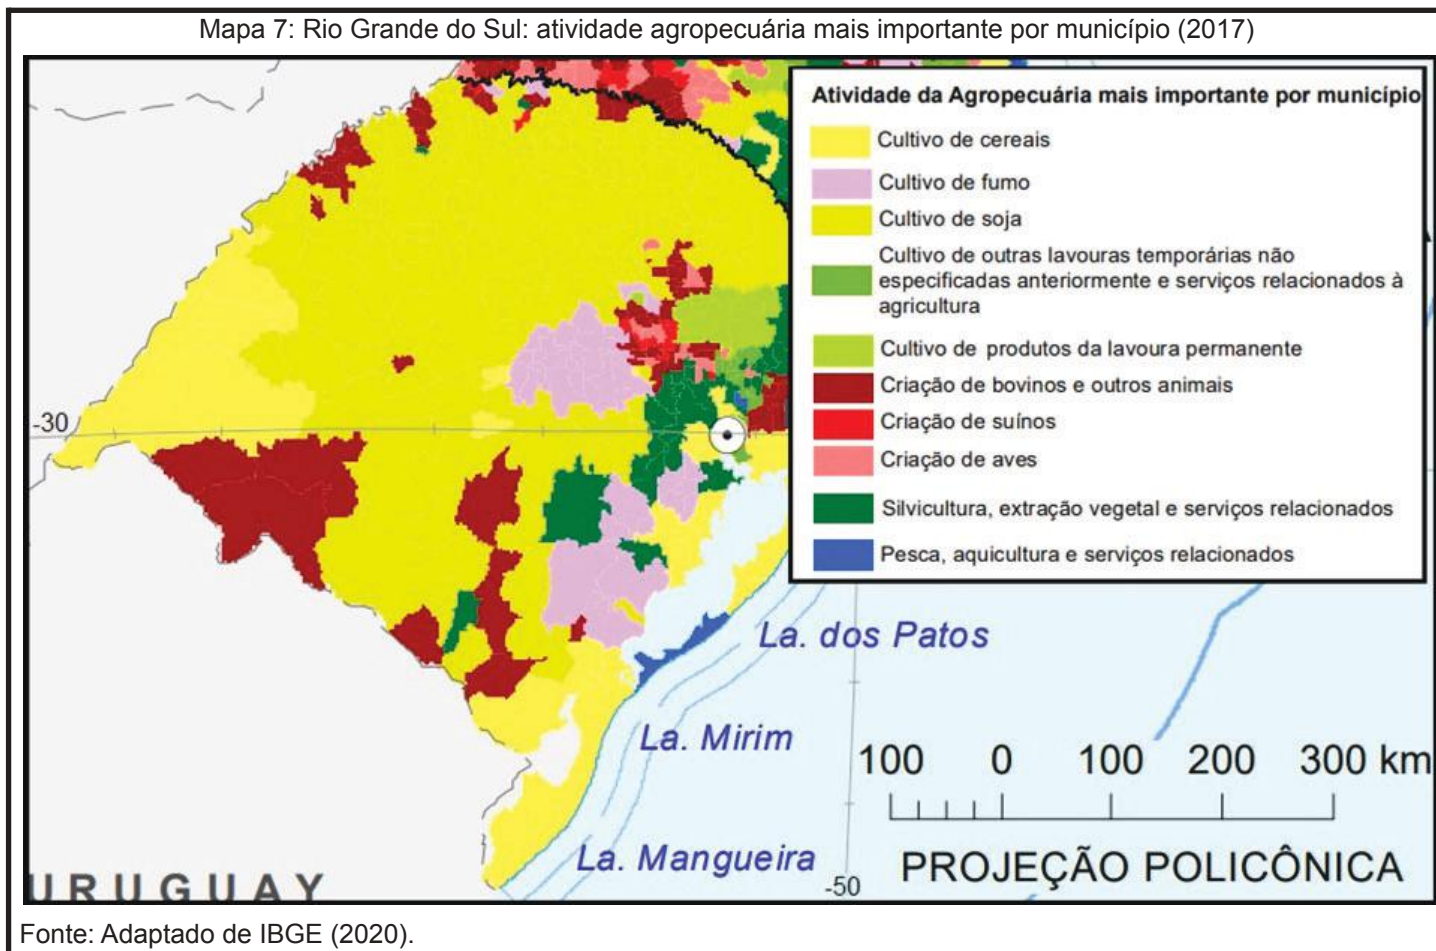 Mapa 7: Rio Grande do Sul: atividade agropecuária mais importante por município (2017)
Atividade da Agropecuária mais importante por município
Cultivo de cereais
Cultivo de fumo
Cultivo de soja
Cultivo de outras lavouras temporárias não
especificadas anteriormente e serviços relacionados à
agricultura
Cultivo de produtos da lavoura permanente
Criação de bovinos e outros animais
Criação de suínos
Criação de aves
Silvicultura, extração vegetal e serviços relacionados
Pesca, aquicultura e serviços relacionados
-30
La. dos Patos
La. Mirim
La. Mangueira
100 0 100 200 300 km
PROJEÇÃO POLICÔNICA
-50
URUGUAY
Fonte: Adaptado de IBGE (2020).